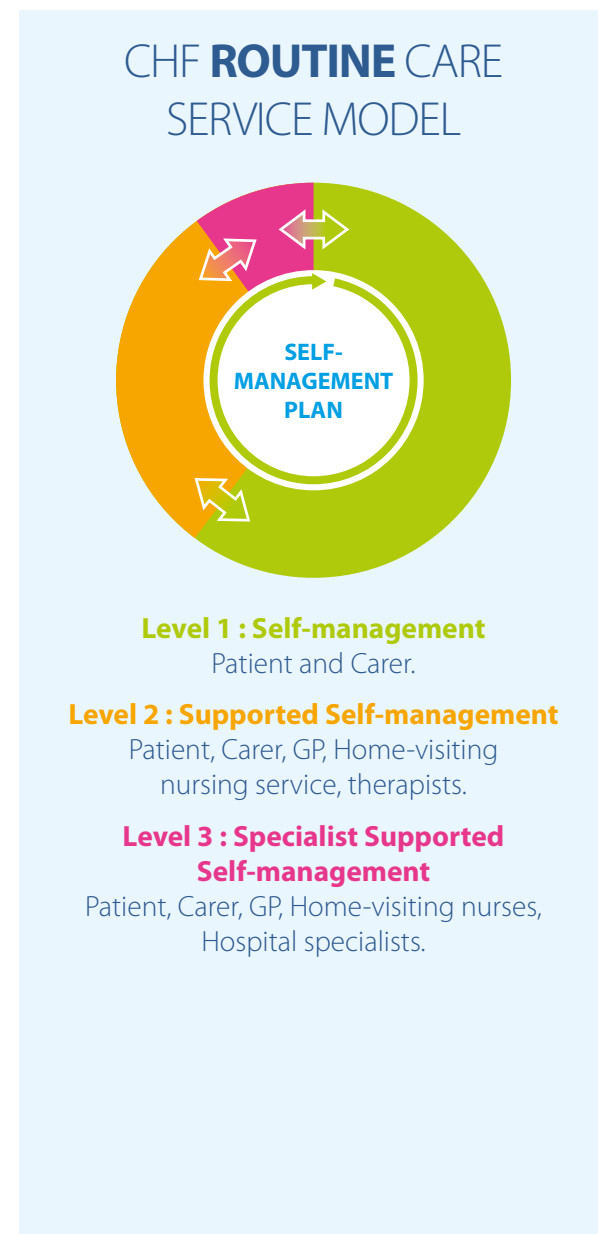 CHF ROUTINE CARE
SERVICE MODEL
SELF-
MANAGEMENT
PLAN
Level 1 : Self-management
Patient and Carer.
Level 2 : Supported Self-management
Patient, Carer, GP, Home-visiting
nursing service, therapists.
Level 3 : Specialist Supported
Self-management
Patient, Carer, GP, Home-visiting nurses,
Hospital specialists.